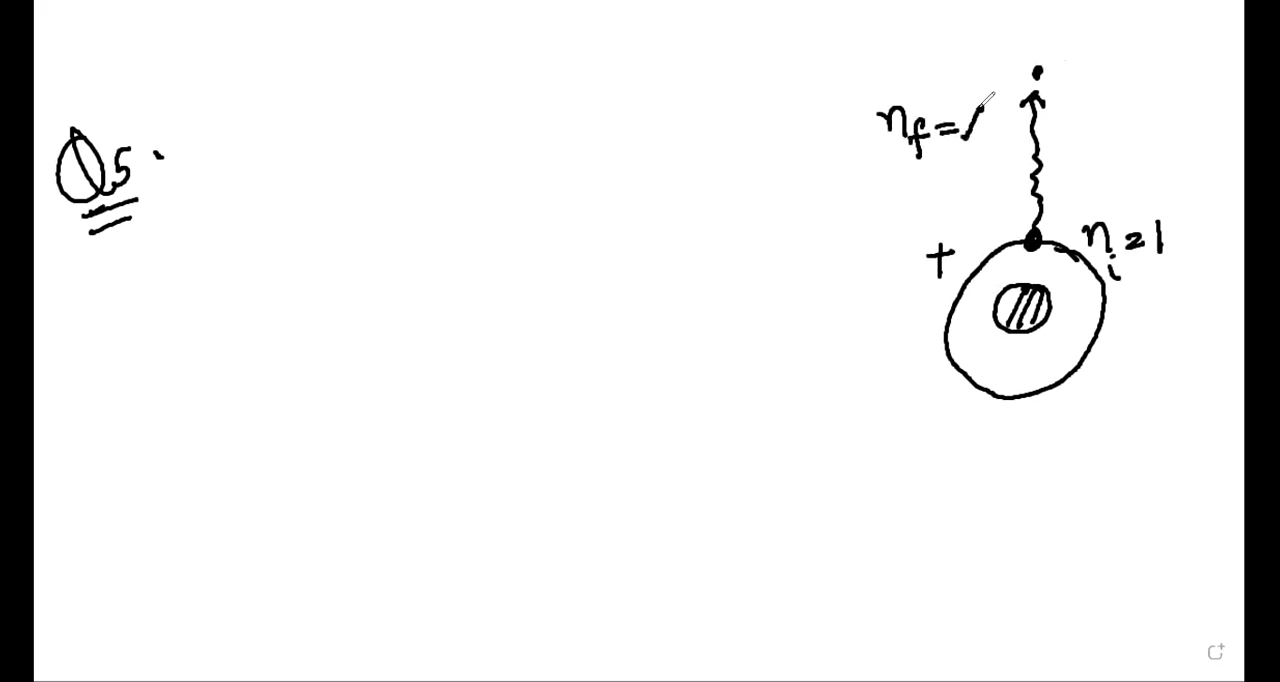 Q5.
n_f =
+
n_i = 1